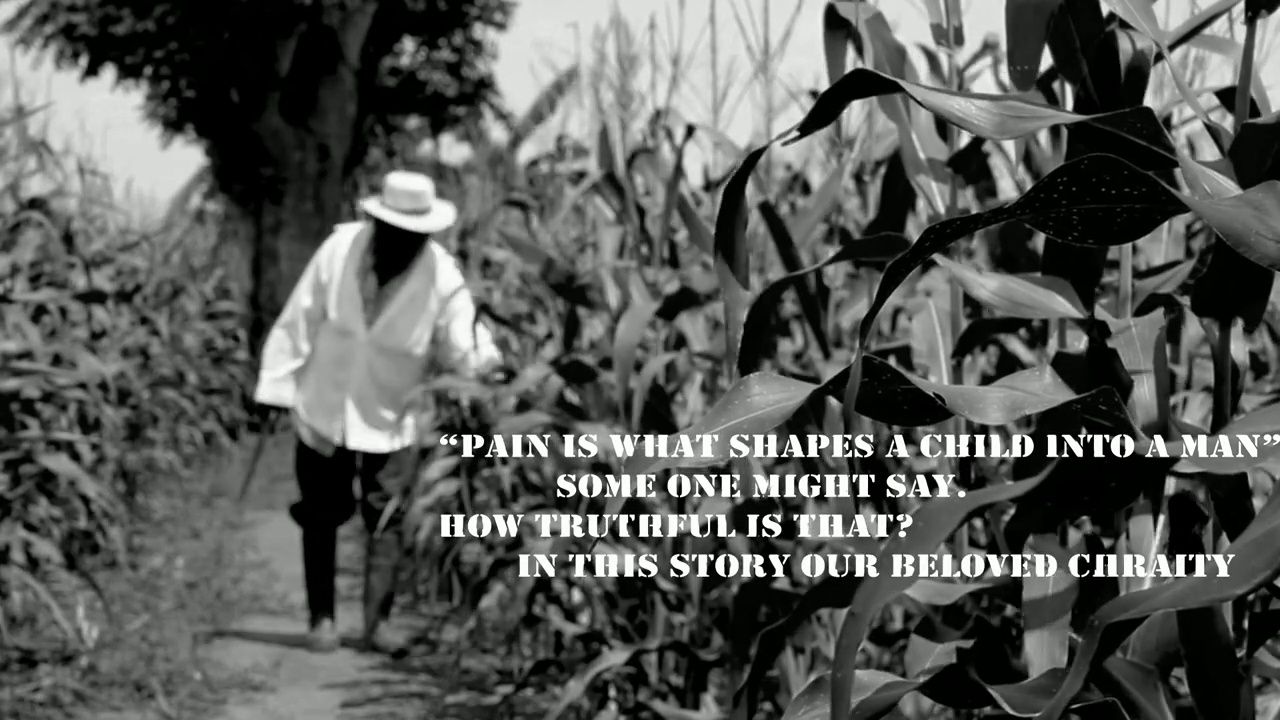 “PAIN IS WHAT SHAPES A CHILD INTO A MAN”
SOME ONE MIGHT SAY.
HOW TRUTHFUL IS THAT?
IN THIS STORY OUR BELOVED CHRAITY